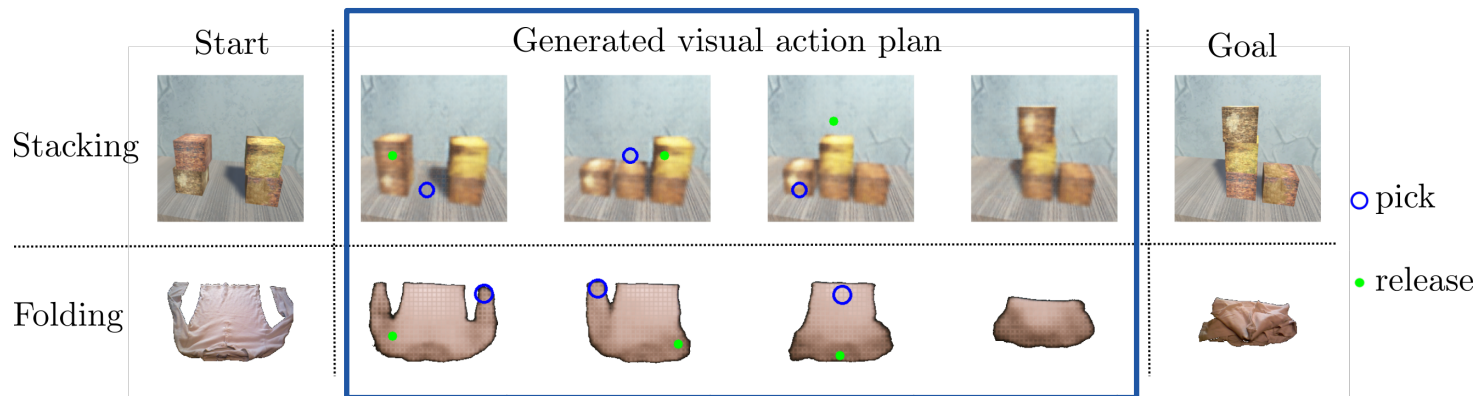 Start
Generated visual action plan
Goal
Stacking
pick
release
Folding